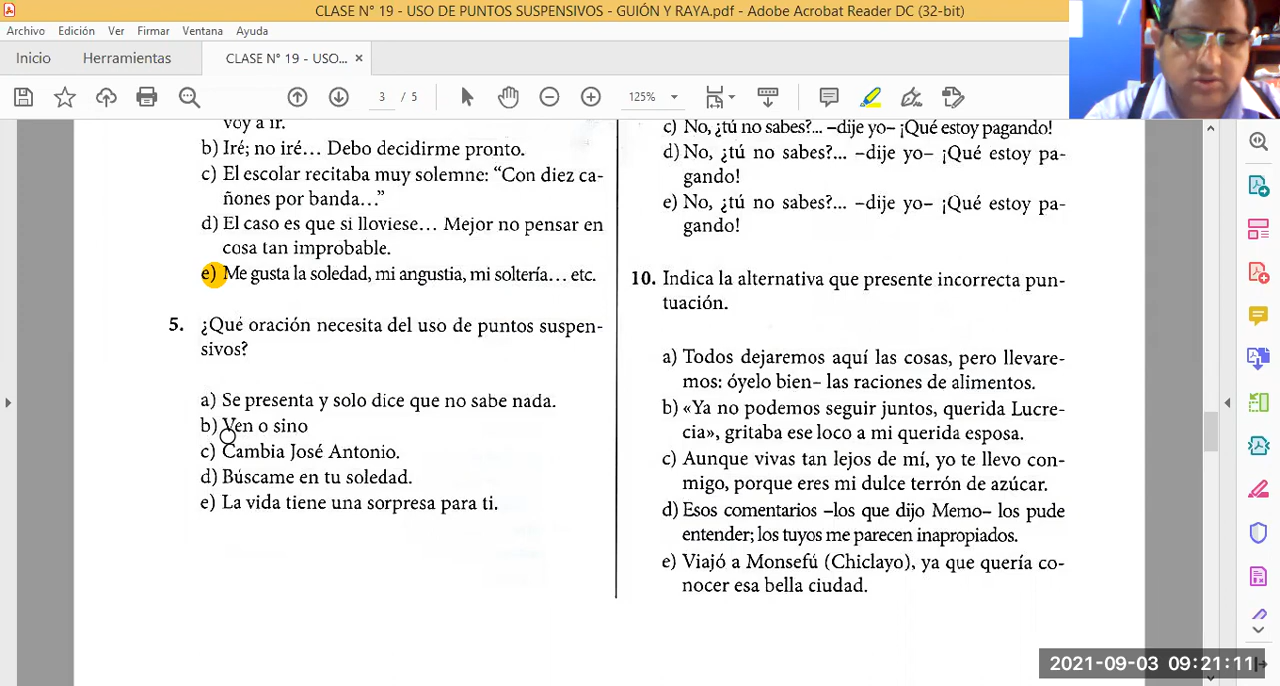 CLASE N° 19 - USO DE PUNTOS SUSPENSIVOS - GUIÓN Y RAYA.pdf - Adobe Acrobat Reader DC (32-bit)
Archivo Edición Ver Firmar Ventana Ayuda
Inicio Herramientas CLASE N° 19 - USO... ×
3 / 5 125%
voy a ir.
b) Iré; no iré... Debo decidirme pronto.
c) El escolar recitaba muy solemne: “Con diez ca-
ñones por banda...”
d) El caso es que si lloviese... Mejor no pensar en
cosa tan improbable.
e) Me gusta la soledad, mi angustia, mi soltería... etc.
5. ¿Qué oración necesita del uso de puntos suspen-
sivos?
a) Se presenta y solo dice que no sabe nada.
b) Ven o sino
c) Cambia José Antonio.
d) Búscame en tu soledad.
e) La vida tiene una sorpresa para ti.
c) No, ¿tú no sabes?... –dije yo– ¡Qué estoy pagando!
d) No, ¿tú no sabes?... –dije yo– ¡Qué estoy pa-
gando!
e) No, ¿tú no sabes?... –dije yo– ¡Qué estoy pa-
gando!
10. Indica la alternativa que presente incorrecta pun-
tuación.
a) Todos dejaremos aquí las cosas, pero llevare-
mos: óyelo bien– las raciones de alimentos.
b) «Ya no podemos seguir juntos, querida Lucre-
cia», gritaba ese loco a mi querida esposa.
c) Aunque vivas tan lejos de mí, yo te llevo con-
migo, porque eres mi dulce terrón de azúcar.
d) Esos comentarios –los que dijo Memo– los pude
entender; los tuyos me parecen inapropiados.
e) Viajó a Monsefú (Chiclayo), ya que quería co-
nocer esa bella ciudad.
2021-09-03 09:21:11